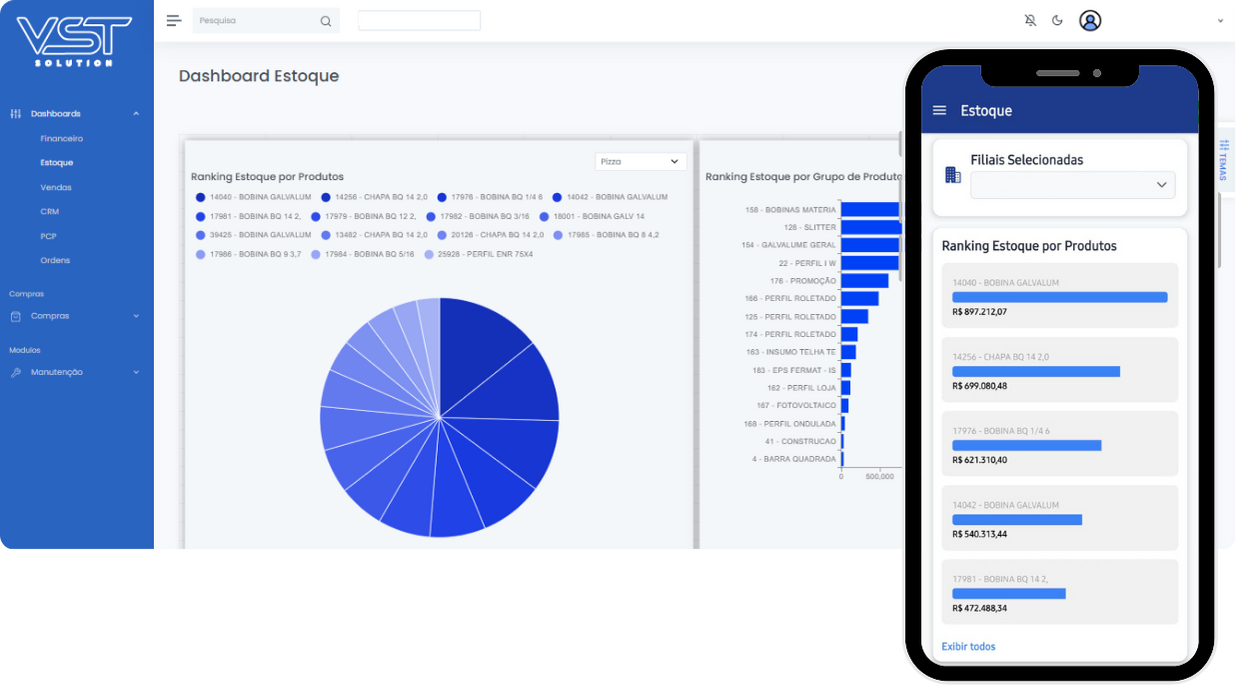 VST
SOLUTION
Dashboards
Financeiro
Estoque
Vendas
CRM
PCP
Ordens
Compras
Compras
Modulos
Manutenção
Pesquisa
Dashboard Estoque
Pizza
Ranking Estoque por Produtos
14040 - BOBINA GALVALUM 14256 - CHAPA BQ 14 2,0 17976 - BOBINA BQ 1/4 6 14042 - BOBINA GALVALUM
17981 - BOBINA BQ 14 2, 17979 - BOBINA BQ 12 2, 17982 - BOBINA BQ 3/16 18001 - BOBINA GALV 14
39425 - BOBINA GALVALUM 13482 - CHAPA BQ 14 2,0 20126 - CHAPA BQ 14 2,0 17985 - BOBINA BQ 8 4,2
17986 - BOBINA BQ 9 3,7 17984 - BOBINA BQ 5/16 25928 - PERFIL ENR 75X4
Ranking Estoque por Grupo de Produto
158 - BOBINAS MATERIA
128 - SLITTER
154 - GALVALUME GERAL
22 - PERFIL I W
176 - PROMOÇÃO
166 - PERFIL ROLETADO
125 - PERFIL ROLETADO
174 - PERFIL ROLETADO
163 - INSUMO TELHA TE
183 - EPS FERMAT - IS
162 - PERFIL LOJA
167 - FOTOVOLTAICO
168 - PERFIL ONDULADA
41 - CONSTRUCAO
4 - BARRA QUADRADA
0 500,000
TEMAS
Estoque
Filiais Selecionadas
Ranking Estoque por Produtos
14040 - BOBINA GALVALUM
R$ 897.212,07
14256 - CHAPA BQ 14 2,0
R$ 699.080,48
17976 - BOBINA BQ 1/4 6
R$ 621.310,40
14042 - BOBINA GALVALUM
R$ 540.313,44
17981 - BOBINA BQ 14 2,
R$ 472.488,34
Exibir todos